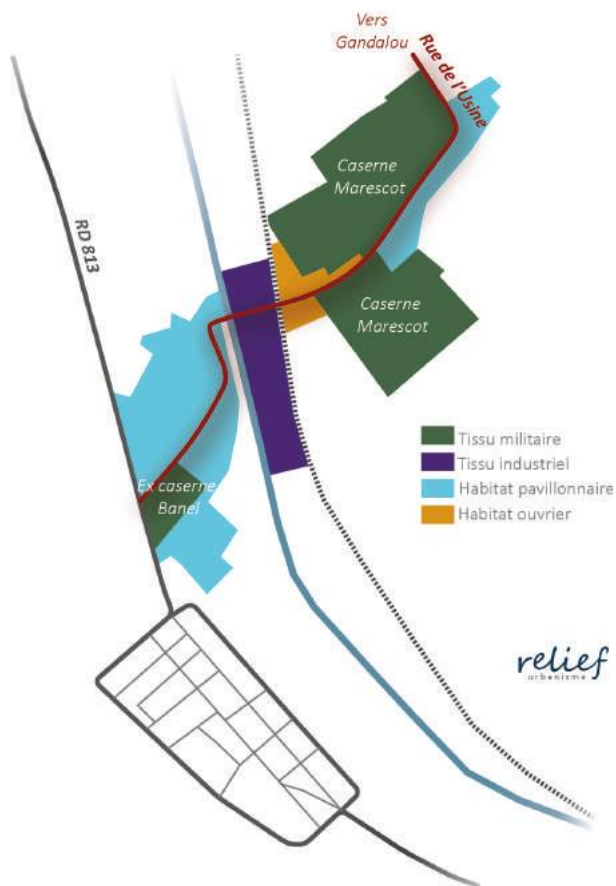 Vers
Gandalou
Rue de l'Usine
Caserne
Marescot
RD 813
Caserne
Marescot
Ex caserne
Banel
Tissu militaire
Tissu industriel
Habitat pavillonnaire
Habitat ouvrier
relief
urbanisme